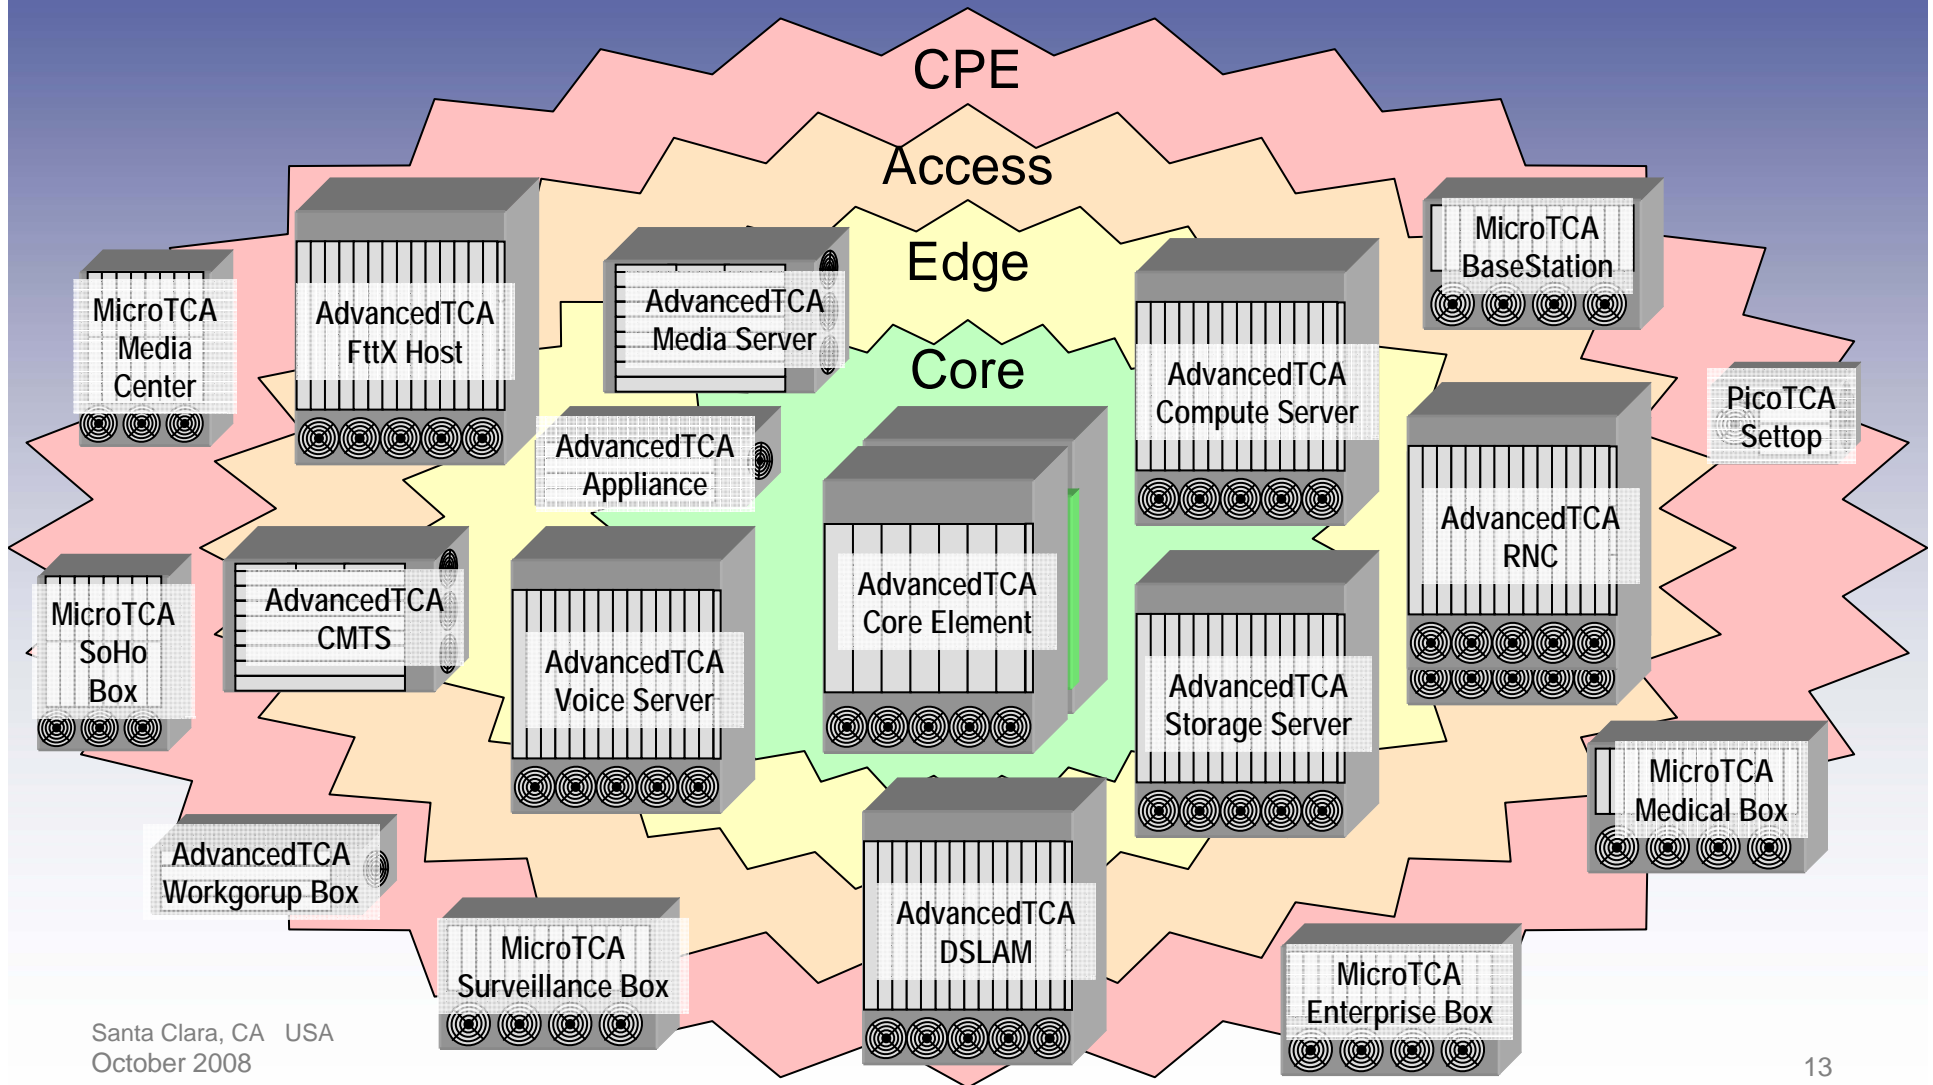 CPE
Access
Edge
Core
MicroTCA
Media
Center
AdvancedTCA
FttX Host
AdvancedTCA
Media Server
AdvancedTCA
Compute Server
MicroTCA
BaseStation
PicoTCA
Settop
AdvancedTCA
Appliance
AdvancedTCA
RNC
MicroTCA
SoHo
Box
AdvancedTCA
CMTS
AdvancedTCA
Voice Server
AdvancedTCA
Core Element
AdvancedTCA
Storage Server
MicroTCA
Medical Box
AdvancedTCA
Workgorup Box
MicroTCA
Surveillance Box
AdvancedTCA
DSLAM
MicroTCA
Enterprise Box
Santa Clara, CA USA
October 2008
13